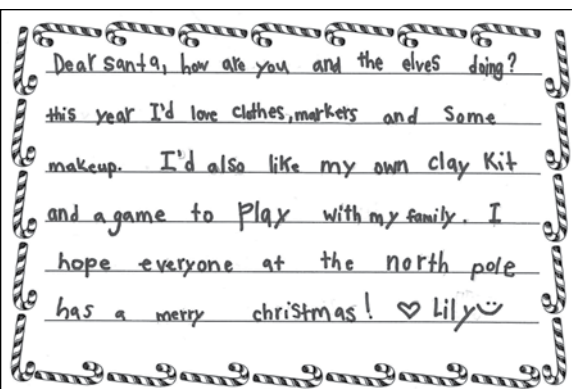 Dear santa, how are you and the elves doing?
this year I'd love clothes, markers and Some
makeup. I'd also like my own clay Kit
and a game to Play with my family. I
hope everyone at the north pole
has a merry christmas! ♡ Lily